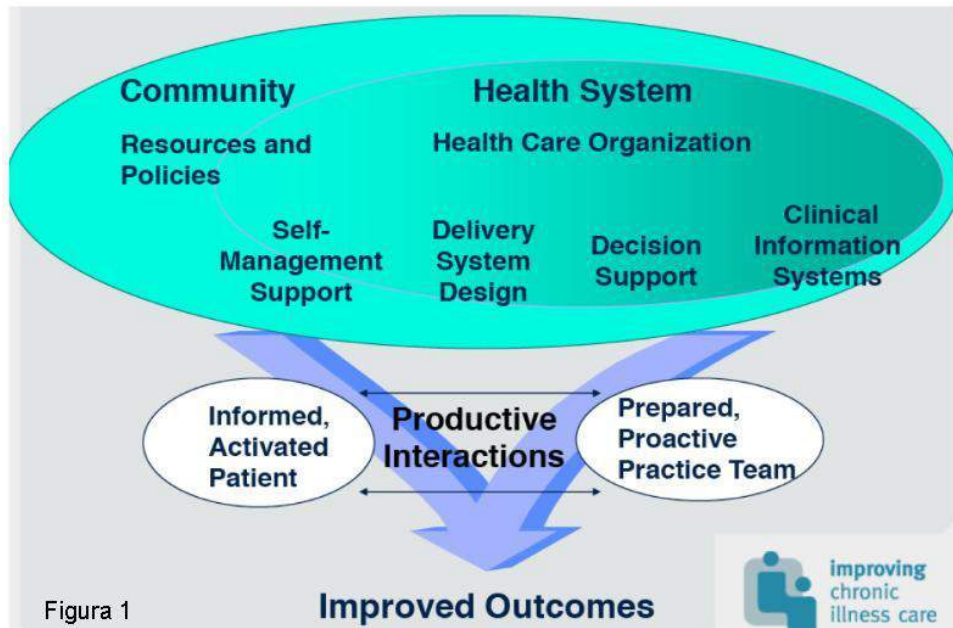 Community
Health System
Resources and
Policies
Health Care Organization
Self-
Management
Support
Delivery
System
Design
Decision
Support
Clinical
Information
Systems
Informed,
Activated
Patient
Productive
Interactions
Prepared,
Proactive
Practice Team
Improved Outcomes
Figura 1
improving
chronic
illness care